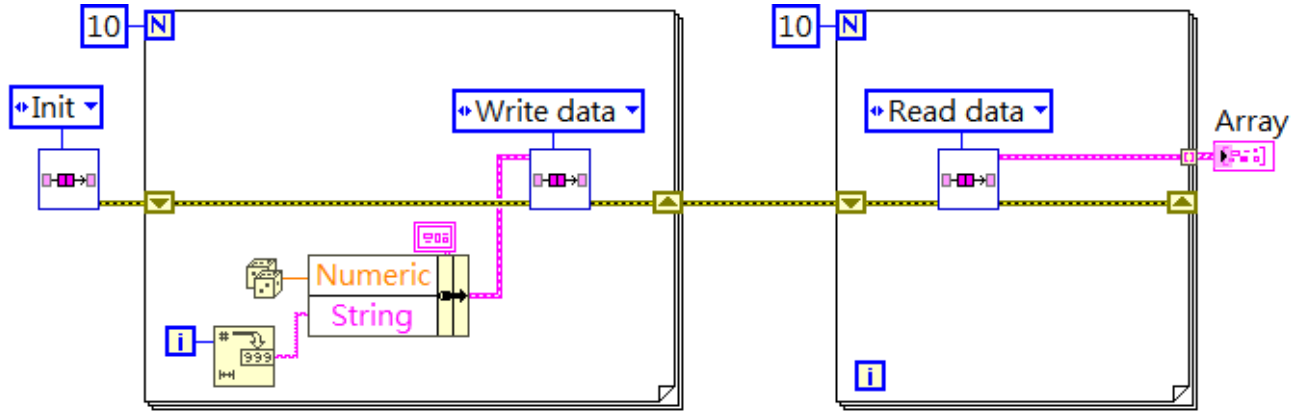 10 N
10 N
Init
Write data
Read data
Array
Numeric
String
i
#
999
i